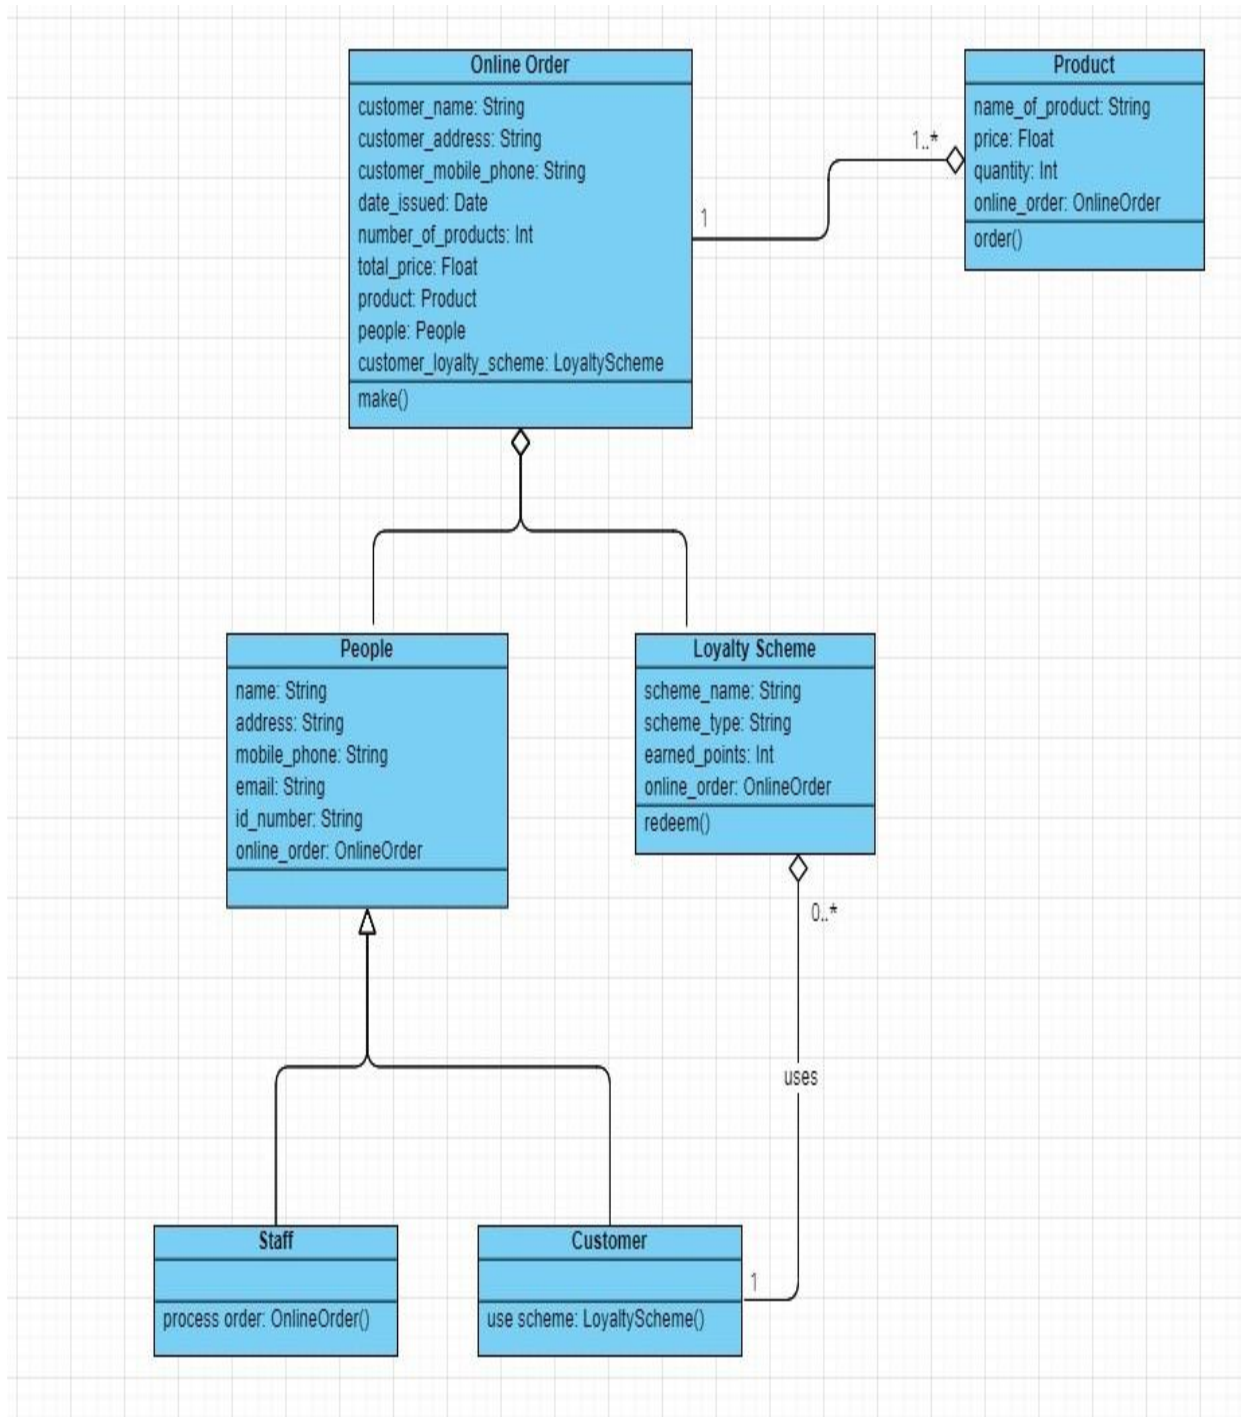 Online Order
customer_name: String
customer_address: String
customer_mobile_phone: String
date_issued: Date
number_of_products: Int
total_price: Float
product: Product
people: People
customer_loyalty_scheme: LoyaltyScheme
make()
1
1..*
Product
name_of_product: String
price: Float
quantity: Int
online_order: OnlineOrder
order()
People
name: String
address: String
mobile_phone: String
email: String
id_number: String
online_order: OnlineOrder
Loyalty Scheme
scheme_name: String
scheme_type: String
earned_points: Int
online_order: OnlineOrder
redeem()
0..*
uses
1
Staff
process order: OnlineOrder()
Customer
use scheme: LoyaltyScheme()